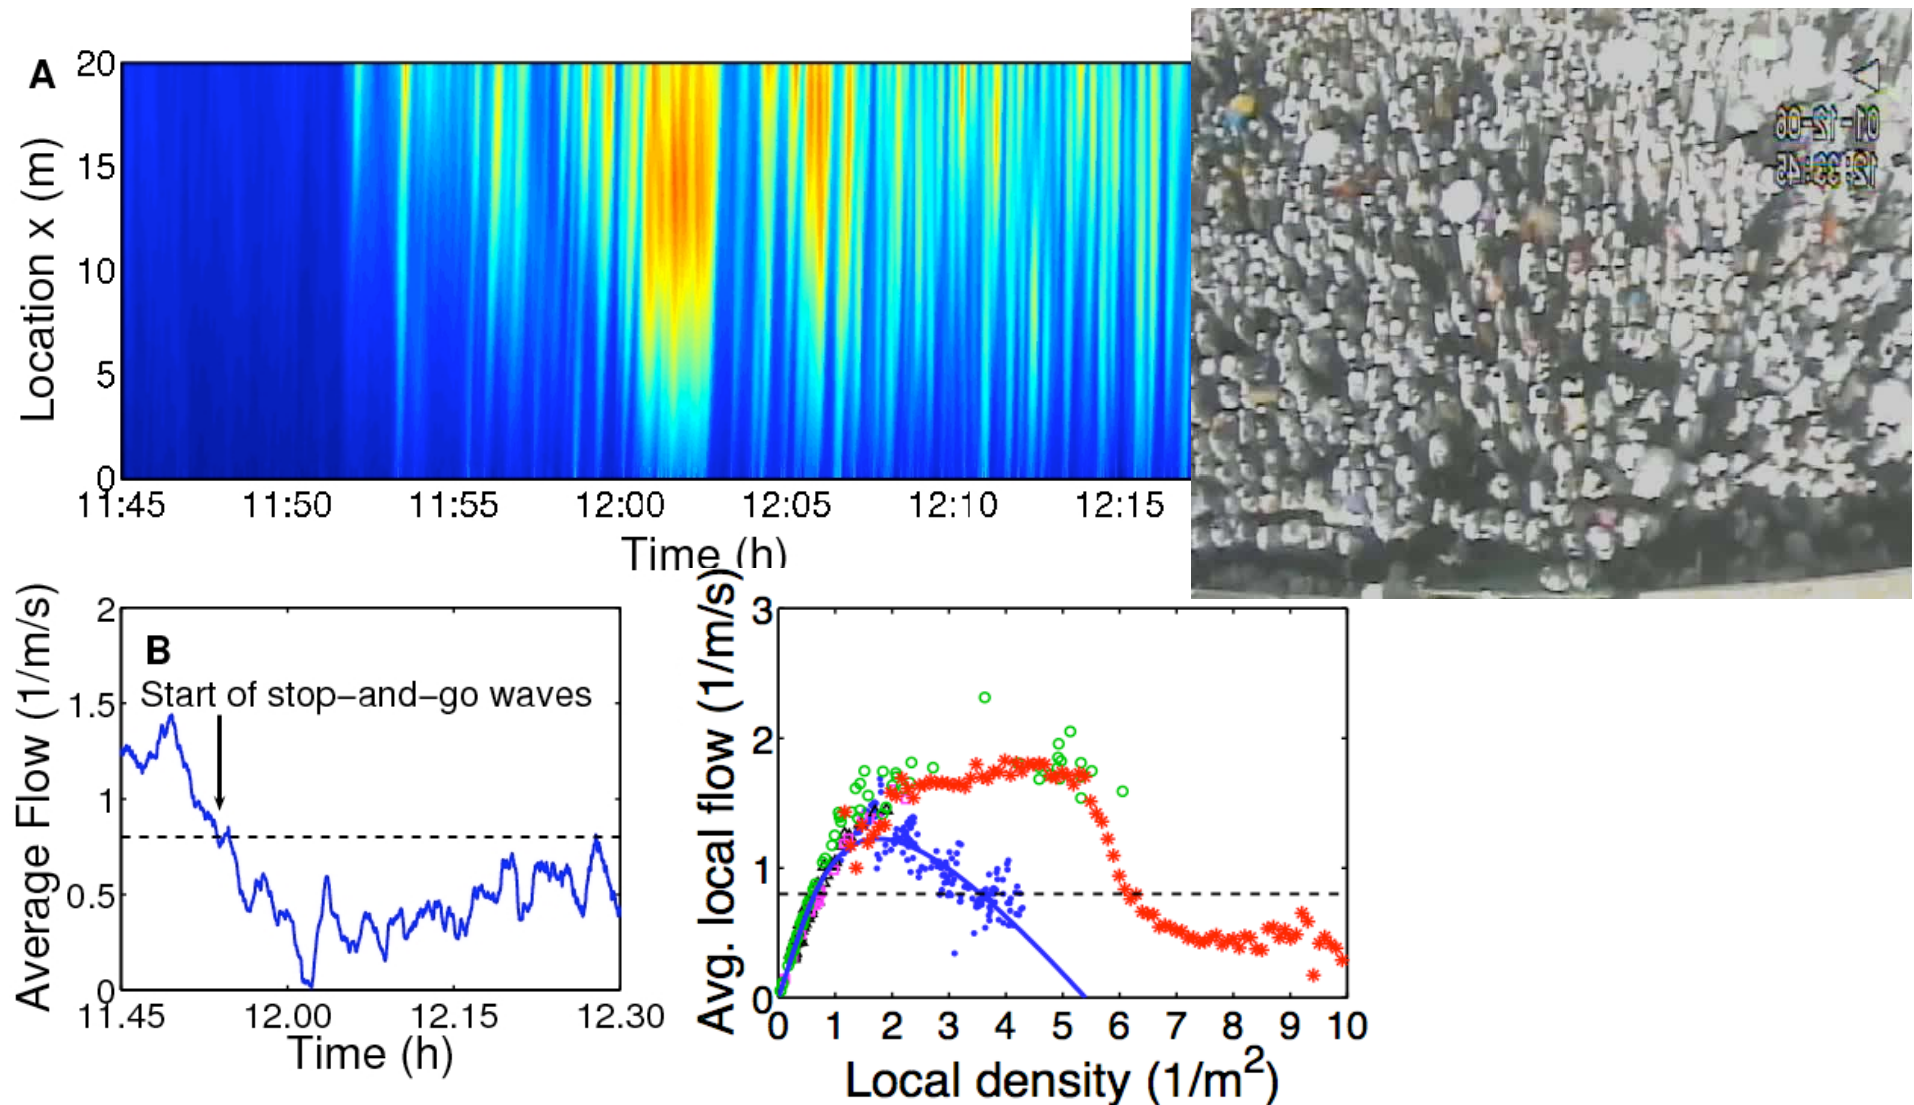 A
Location x (m)
20
15
10
5
0
11:45 11:50 11:55 12:00 12:05 12:10 12:15
Time (h)
01-12-06
B
Start of stop-and-go waves
Average Flow (1/m/s)
2
1.5
1
0.5
0
11.45 12.00 12.15 12.30
Time (h)
Avg. local flow (1/m/s)
3
2
1
0
0 1 2 3 4 5 6 7 8 9 10
Local density (1/m²)